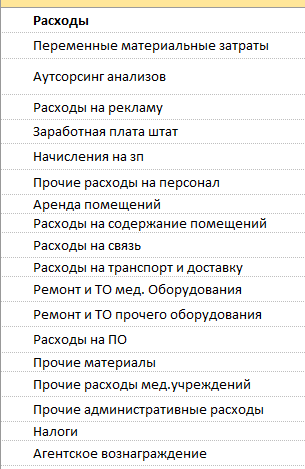 Расходы
Переменные материальные затраты
Аутсорсинг анализов
Расходы на рекламу
Заработная плата штат
Начисления на зп
Прочие расходы на персонал
Аренда помещений
Расходы на содержание помещений
Расходы на связь
Расходы на транспорт и доставку
Ремонт и ТО мед. Оборудования
Ремонт и ТО прочего оборудования
Расходы на ПО
Прочие материалы
Прочие расходы мед.учреждений
Прочие административные расходы
Налоги
Агентское вознаграждение